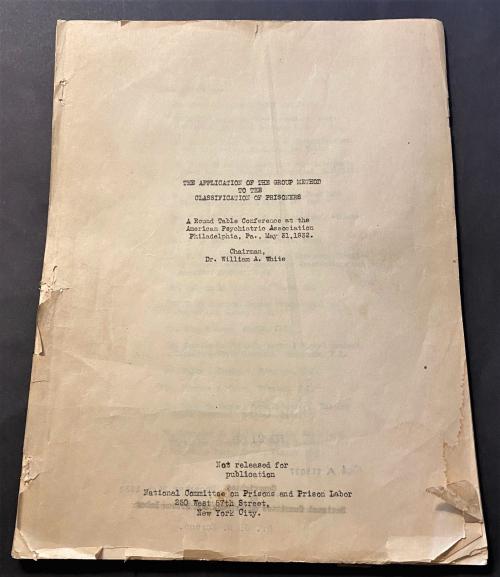 THE APPLICATION OF THE GROUP METHOD
TO THE
CLASSIFICATION OF PRISONERS
A Round Table Conference at the
American Psychiatric Association
Philadelphia, Pa., May 31,1932.
Chairman,
Dr. William A. White
Not released for
publication
National Committee on Prisons and Prison Labor
250 West 57th Street,
New York City.